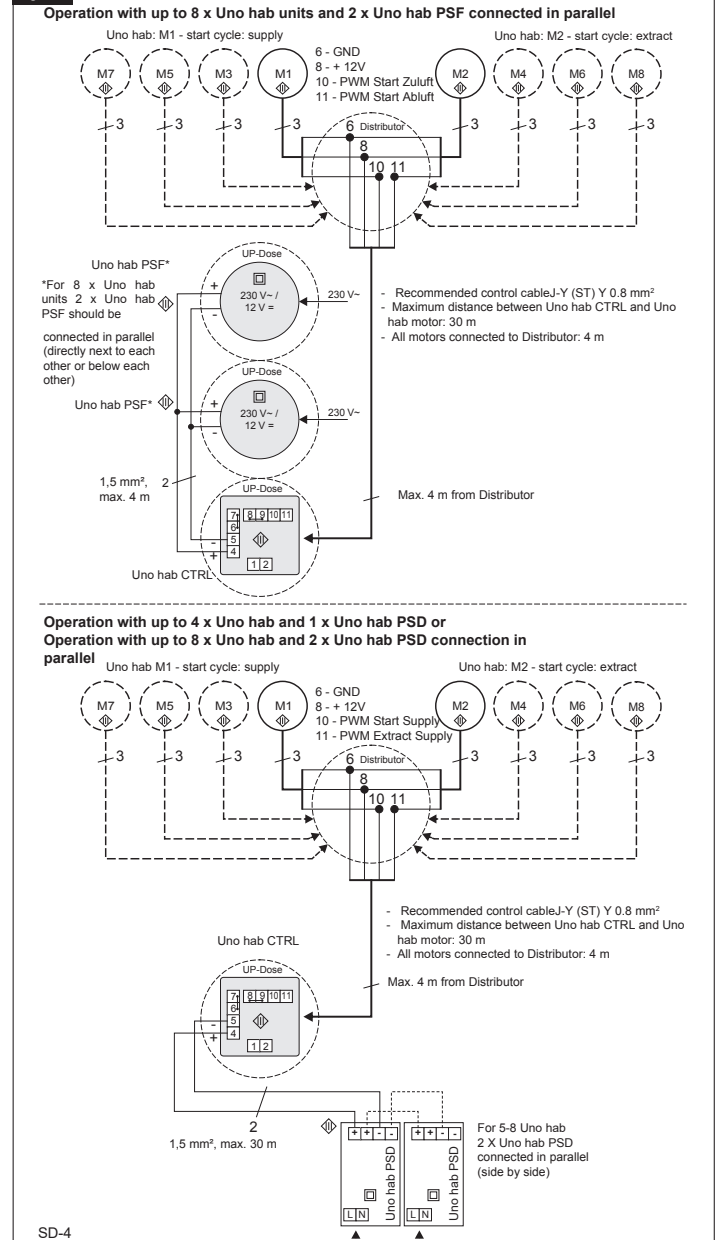 Operation with up to 8 x Uno hab units and 2 x Uno hab PSF connected in parallel
Uno hab: M1 - start cycle: supply
Uno hab: M2 - start cycle: extract
6 - GND
8 - + 12V
10 - PWM Start Zuluft
11 - PWM Start Abluft
M7 M5 M3 M1 M2 M4 M6 M8
3 3 3 3 3 3 3 3
6 Distributor
8
10 11
UP-Dose
Uno hab PSF*
*For 8 x Uno hab
units 2 x Uno hab
PSF should be
connected in parallel
(directly next to each
other or below each
other)
+
-
230 V~ /
12 V =
230 V~
- Recommended control cableJ-Y (ST) Y 0.8 mm²
- Maximum distance between Uno hab CTRL and Uno
hab motor: 30 m
- All motors connected to Distributor: 4 m
UP-Dose
Uno hab PSF*
+
-
230 V~ /
12 V =
230 V~
1,5 mm²,
max. 4 m
2
UP-Dose
7 8 9 10 11
6
- 5
+ 4
1 2
Max. 4 m from Distributor
Uno hab CTRL
Operation with up to 4 x Uno hab and 1 x Uno hab PSD or
Operation with up to 8 x Uno hab and 2 x Uno hab PSD connection in
parallel
Uno hab M1 - start cycle: supply
Uno hab: M2 - start cycle: extract
6 - GND
8 - + 12V
10 - PWM Start Supply
11 - PWM Extract Supply
M7 M5 M3 M1 M2 M4 M6 M8
3 3 3 3 3 3 3 3
6 Distributor
8
10 11
- Recommended control cableJ-Y (ST) Y 0.8 mm²
- Maximum distance between Uno hab CTRL and Uno
hab motor: 30 m
- All motors connected to Distributor: 4 m
Uno hab CTRL
UP-Dose
Max. 4 m from Distributor
7 8 9 10 11
6
- 5
+ 4
1 2
2
1,5 mm², max. 30 m
+ + - -
+ + - -
Uno hab PSD
Uno hab PSD
L N
L N
For 5-8 Uno hab
2 X Uno hab PSD
connected in parallel
(side by side)
SD-4